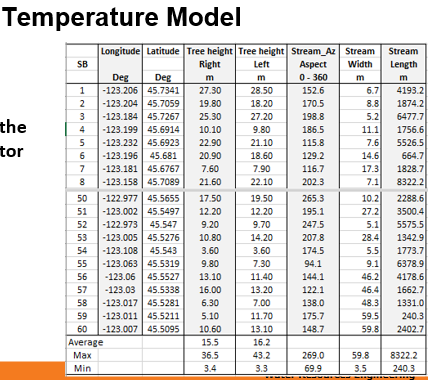 Temperature Model
the
tor
Longitude Latitude Tree height Tree height Stream_Az Stream Stream
SB Right Left Aspect Width Length
Deg Deg m m 0 - 360 m m
1 -123.206 45.7341 27.30 28.50 152.6 6.7 4193.2
2 -123.204 45.7059 19.80 18.20 70.5 8.8 1874.2
3 -123.184 45.7267 25.30 27.20 198.8 5.2 6477.7
4 -123.199 45.6914 10.10 9.80 186.5 11.1 1756.6
5 -123.232 45.6923 22.90 21.10 115.8 7.6 5526.5
6 -123.196 45.681 20.90 18.60 129.2 14.6 664.7
7 -123.181 45.6767 7.60 7.90 116.7 17.3 1828.7
8 -123.158 45.7089 21.60 22.10 202.3 7.1 8322.2
50 -122.977 45.5655 17.50 19.50 265.3 10.2 2288.6
51 -123.002 45.5497 12.20 12.20 195.1 27.2 3500.4
52 -122.973 45.547 9.20 9.70 247.5 5.1 5575.5
53 -123.005 45.5276 10.80 14.20 207.8 28.4 1342.9
54 -123.108 45.543 3.60 3.60 174.5 5.5 1773.7
55 -123.063 45.5319 9.80 7.30 94.1 9.1 6378.9
56 -123.06 45.5527 13.10 11.40 144.1 46.2 4178.6
57 -123.03 45.5338 16.00 13.20 122.1 46.4 1662.7
58 -123.017 45.5281 6.30 7.00 138.0 48.3 1331.0
59 -123.011 45.5211 5.10 11.70 175.7 59.5 240.3
60 -123.007 45.5095 10.60 13.10 148.7 59.8 2402.7
Average 15.5 16.2
Max 36.5 43.2 269.0 59.8 8322.2
Min 3.4 3.3 69.9 3.5 240.3
Water Resources Engineering